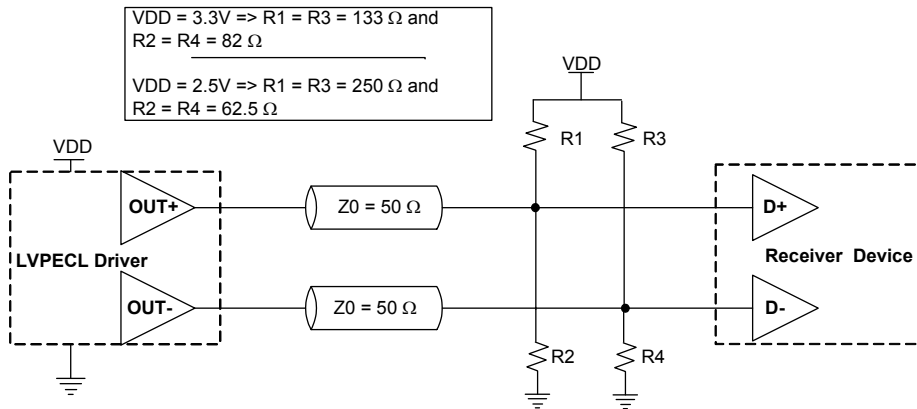 VDD = 3.3V => R1 = R3 = 133 Ω and
R2 = R4 = 82 Ω
VDD = 2.5V => R1 = R3 = 250 Ω and
R2 = R4 = 62.5 Ω
VDD
R1
R3
VDD
OUT+
Z0 = 50 Ω
D+
LVPECL Driver
Receiver Device
OUT-
Z0 = 50 Ω
D-
R2
R4